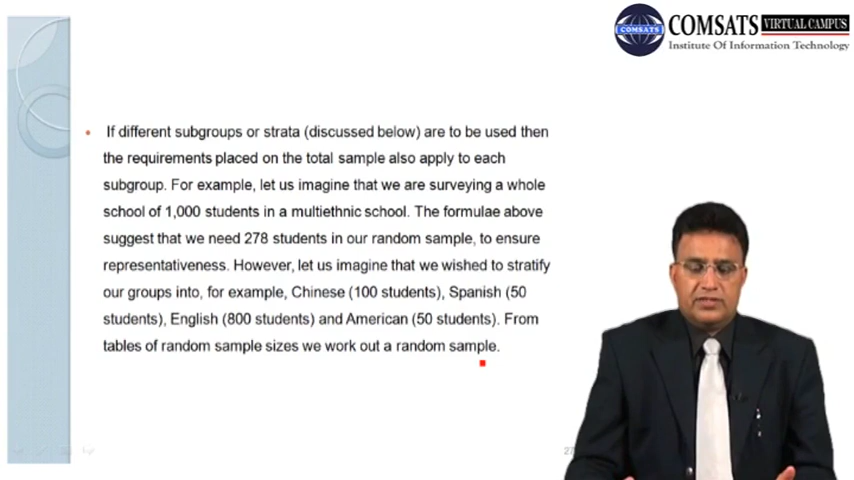 COMSATS VIRTUAL CAMPUS
Institute Of Information Technology
COMSATS
If different subgroups or strata (discussed below) are to be used then
the requirements placed on the total sample also apply to each
subgroup. For example, let us imagine that we are surveying a whole
school of 1,000 students in a multiethnic school. The formulae above
suggest that we need 278 students in our random sample, to ensure
representativeness. However, let us imagine that we wished to stratify
our groups into, for example, Chinese (100 students), Spanish (50
students), English (800 students) and American (50 students). From
tables of random sample sizes we work out a random sample.
27